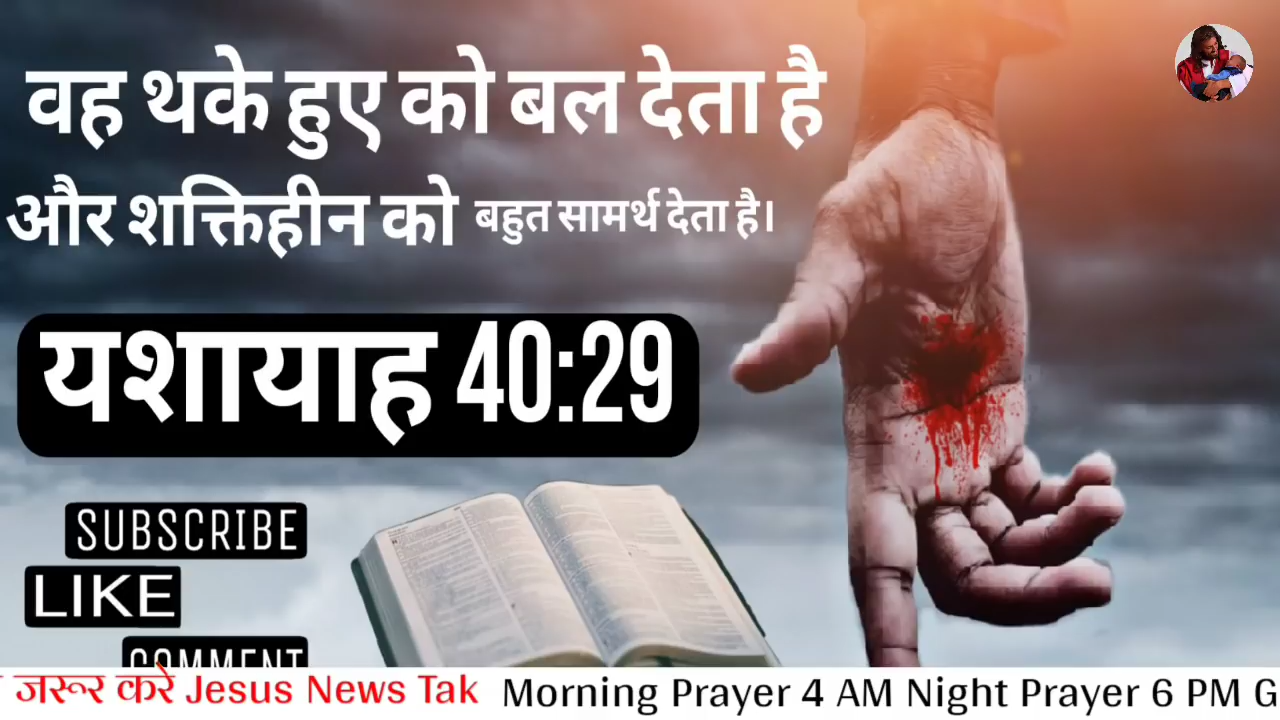 वह थके हुए को बल देता है
और शक्तिहीन को बहुत सामर्थ देता है।
यशायाह 40:29
SUBSCRIBE
LIKE
COMMENT
जरूर करे Jesus News Tak Morning Prayer 4 AM Night Prayer 6 PM G